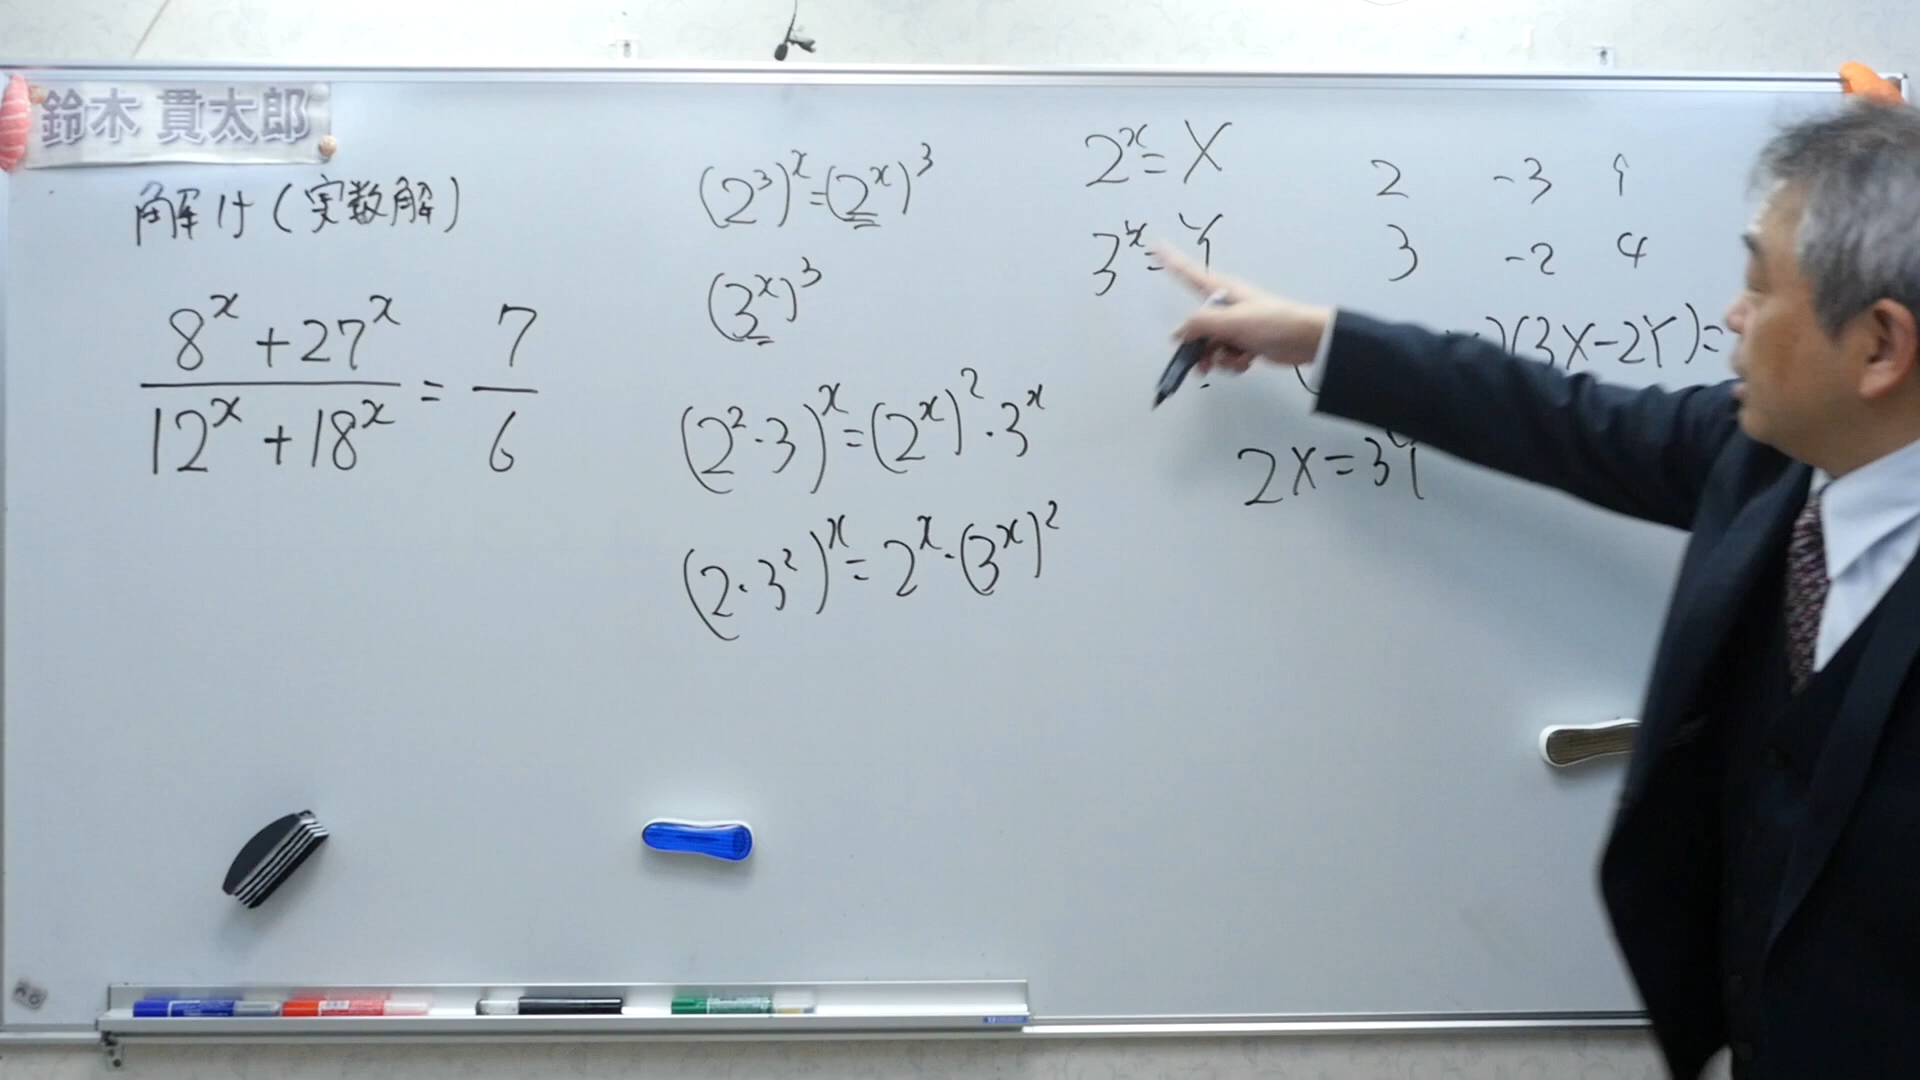 鈴木 貫太郎
解け(実数解)
8^x + 27^x / 12^x + 18^x = 7 / 6
(2^3)^x = (2^x)^3
(3^x)^3
(2^2・3)^x = (2^x)^2・3^x
(2・3^2)^x = 2^x・(3^x)^2
2^x = X
3^x = Y
2 -3 9
3 -2 4
)(3X-2Y)=
2X=3Y